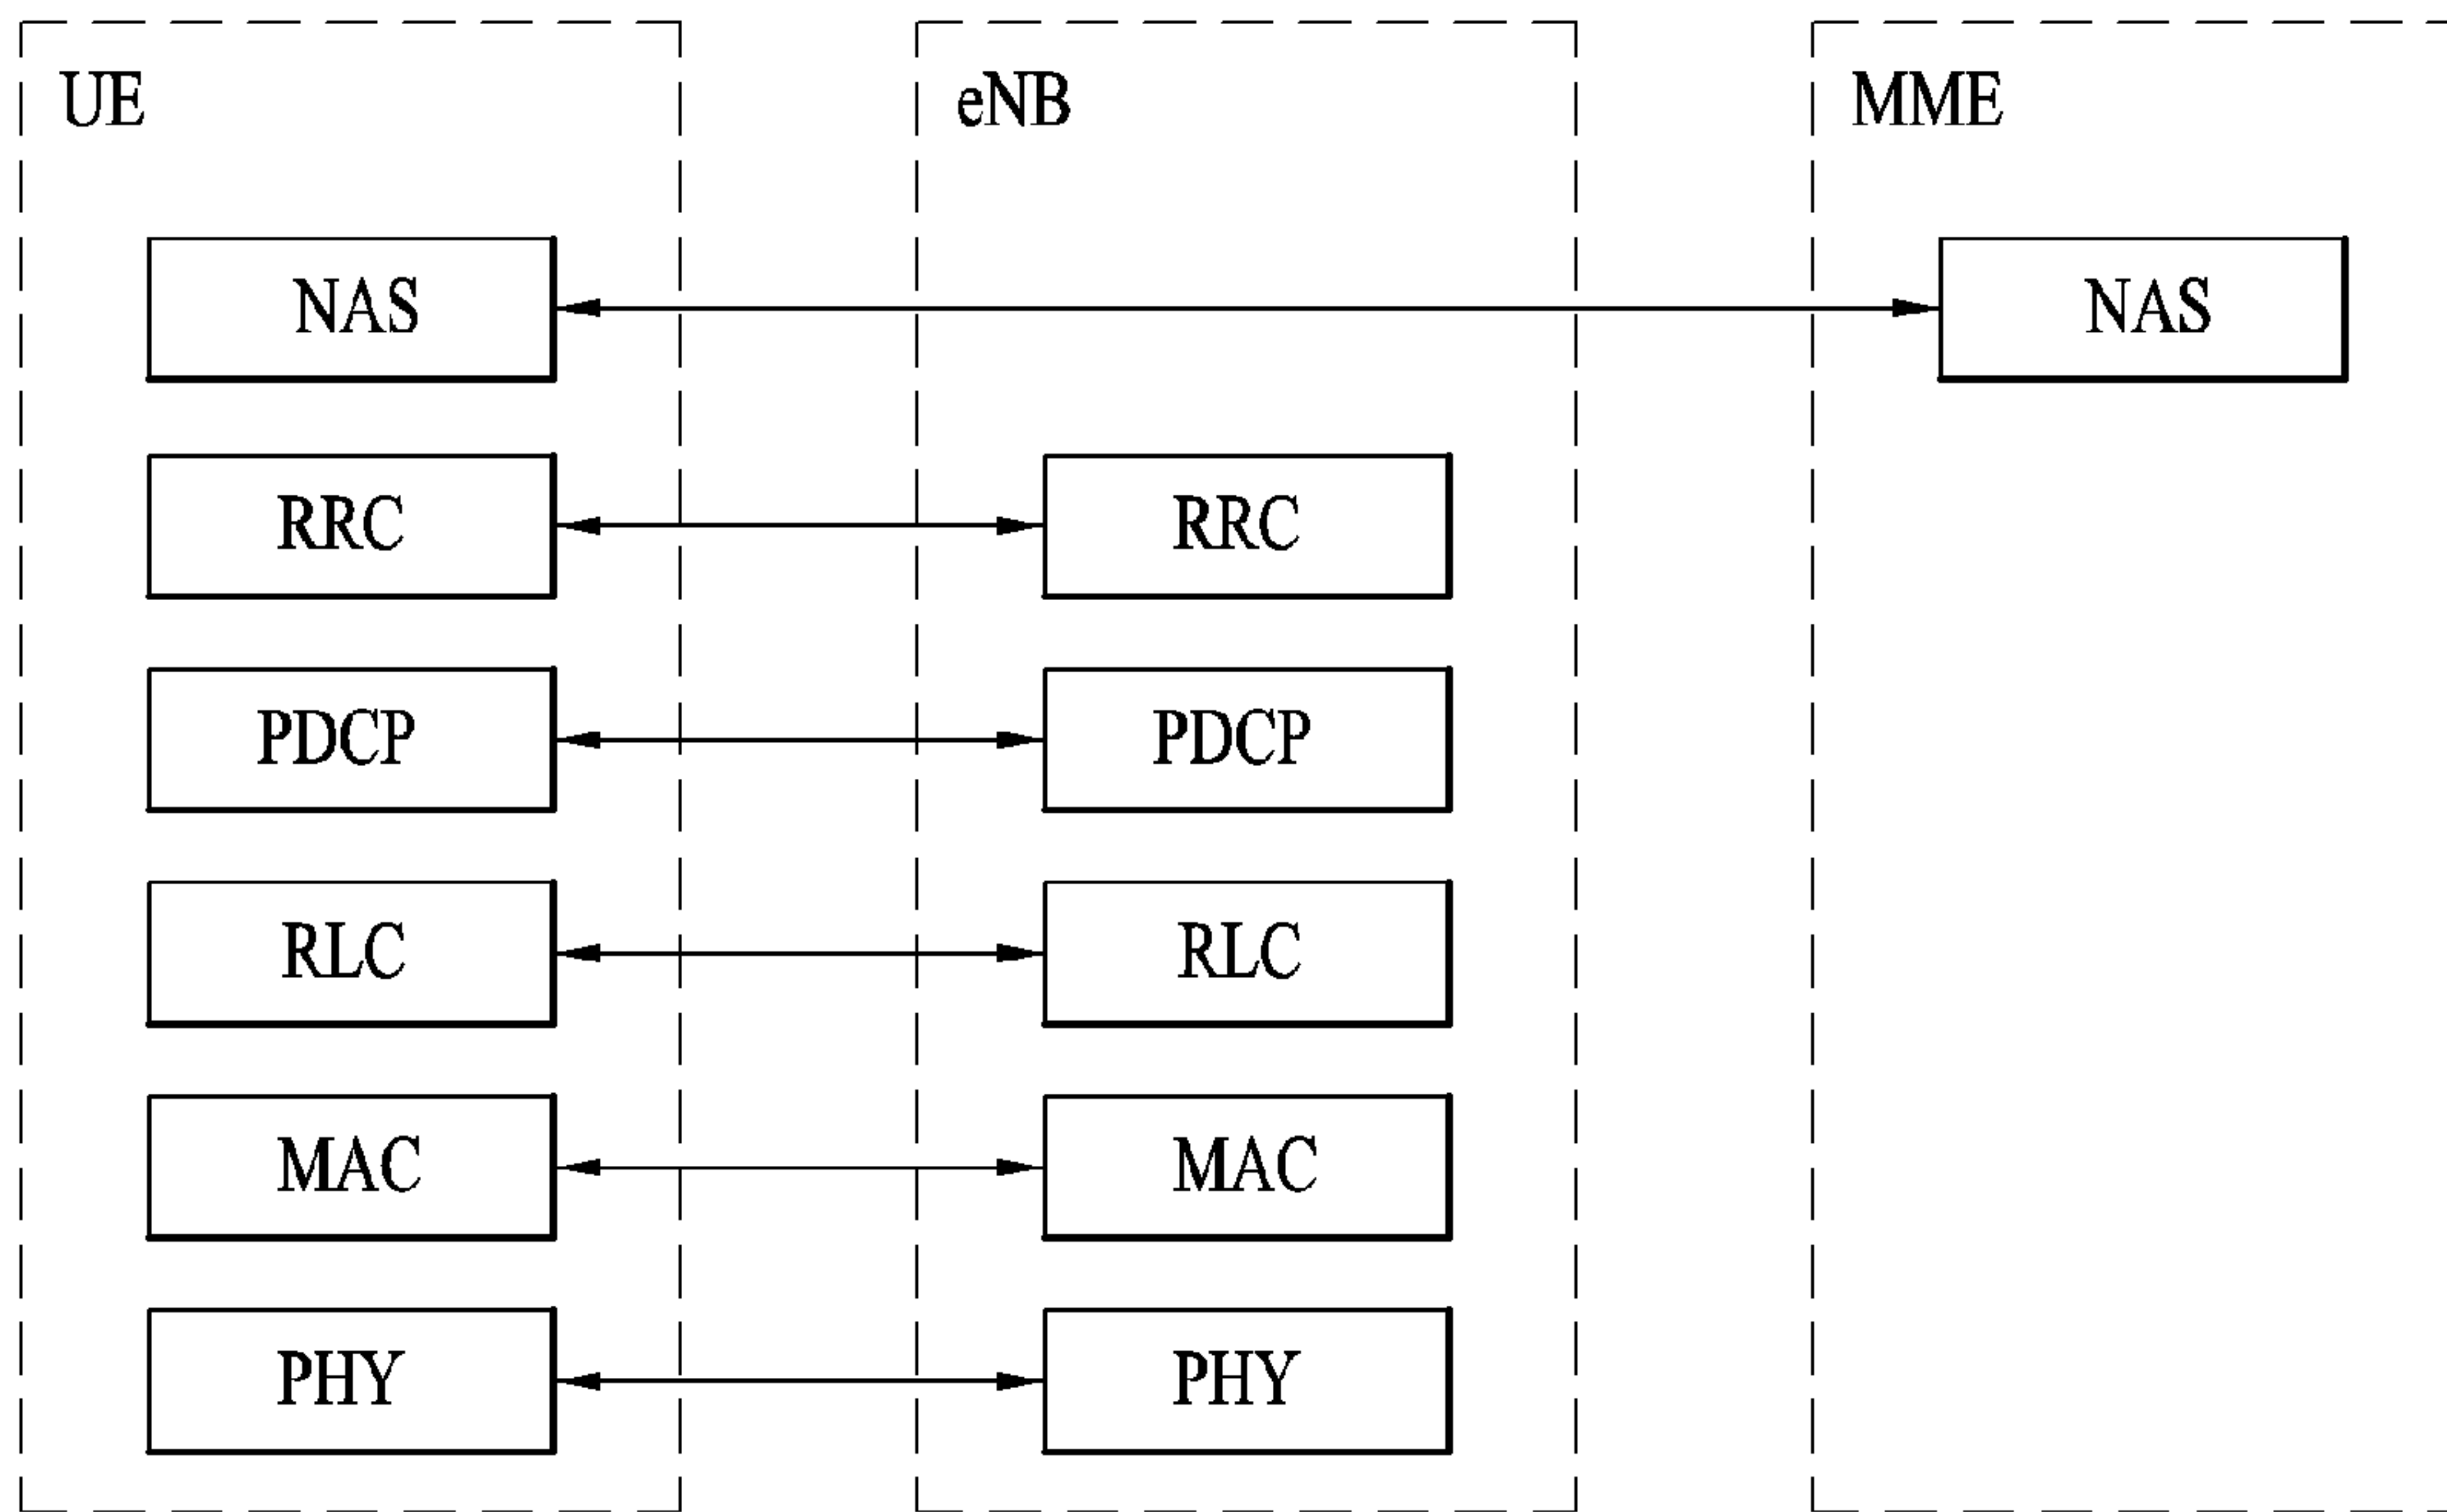 UE eNB MME
NAS NAS
RRC RRC
PDCP PDCP
RLC RLC
MAC MAC
PHY PHY